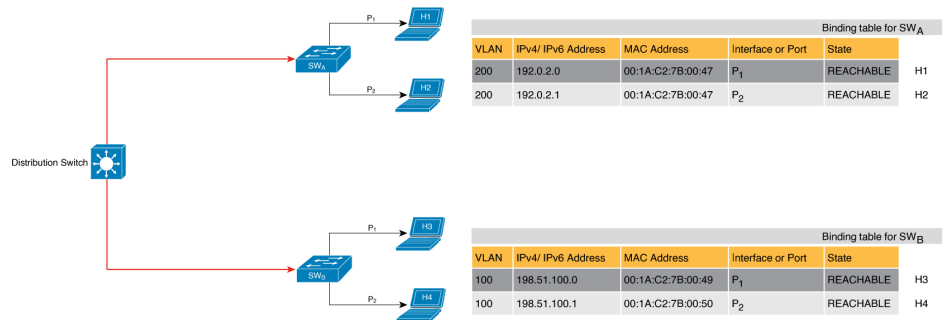 P1
H1
SWA
P2
H2
Distribution Switch
P1
H3
SWB
P2
H4
Binding table for SWA
VLAN IPv4/ IPv6 Address MAC Address Interface or Port State
200 192.0.2.0 00:1A:C2:7B:00:47 P1 REACHABLE H1
200 192.0.2.1 00:1A:C2:7B:00:47 P2 REACHABLE H2
Binding table for SWB
VLAN IPv4/ IPv6 Address MAC Address Interface or Port State
100 198.51.100.0 00:1A:C2:7B:00:49 P1 REACHABLE H3
100 198.51.100.1 00:1A:C2:7B:00:50 P2 REACHABLE H4